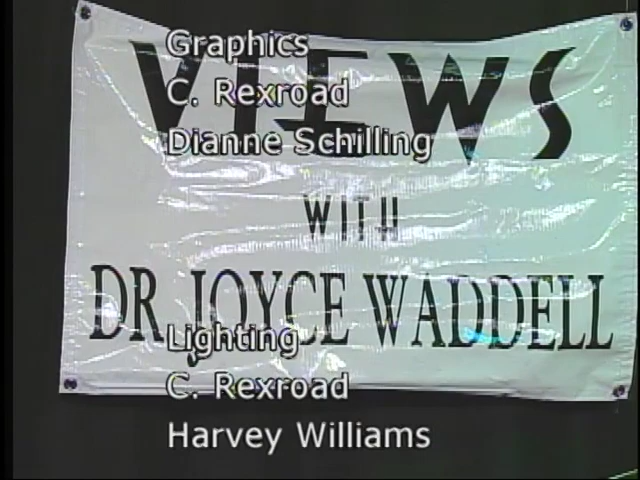 Graphics
VIEWS
C. Rexroad
Dianne Schilling
WITH
DR. JOYCE WADDELL
Lighting
C. Rexroad
Harvey Williams